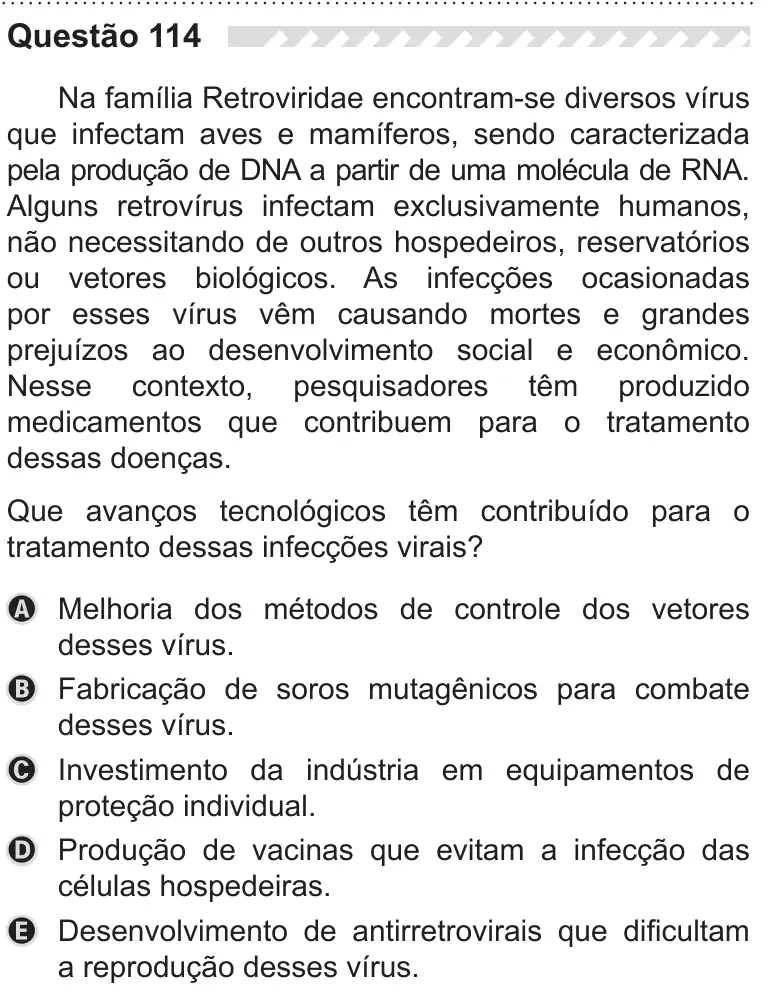 Questão 114
Na família Retroviridae encontram-se diversos vírus
que infectam aves e mamíferos, sendo caracterizada
pela produção de DNA a partir de uma molécula de RNA.
Alguns retrovírus infectam exclusivamente humanos,
não necessitando de outros hospedeiros, reservatórios
ou vetores biológicos. As infecções ocasionadas
por esses vírus vêm causando mortes e grandes
prejuízos ao desenvolvimento social e econômico.
Nesse contexto, pesquisadores têm produzido
medicamentos que contribuem para o tratamento
dessas doenças.
Que avanços tecnológicos têm contribuído para o
tratamento dessas infecções virais?
A Melhoria dos métodos de controle dos vetores
desses vírus.
B Fabricação de soros mutagênicos para combate
desses vírus.
C Investimento da indústria em equipamentos de
proteção individual.
D Produção de vacinas que evitam a infecção das
células hospedeiras.
E Desenvolvimento de antirretrovirais que dificultam
a reprodução desses vírus.